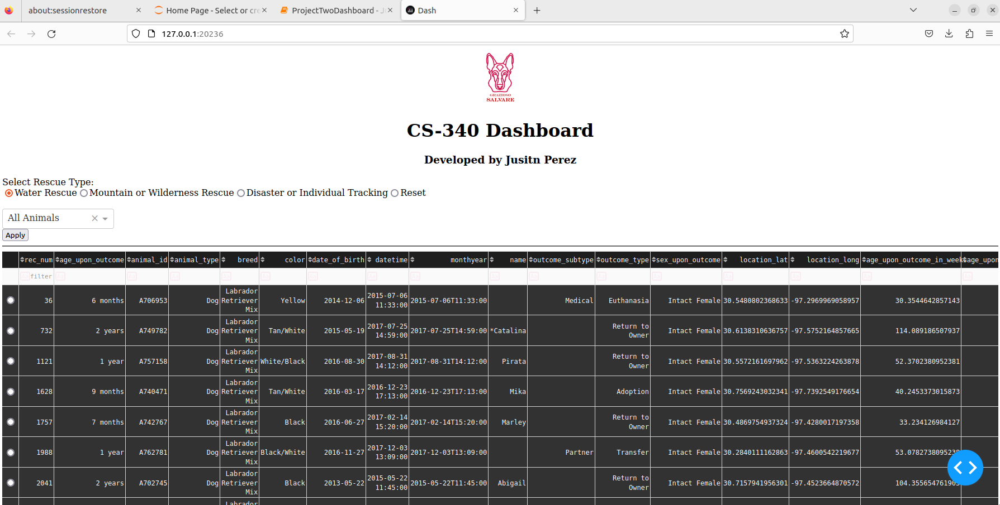 about:sessionrestore
Home Page - Select or cre
ProjectTwoDashboard - J
Dash
127.0.0.1:20236
GRAZIOSO
SALVARE
CS-340 Dashboard
Developed by Jusitn Perez
Select Rescue Type:
Water Rescue Mountain or Wilderness Rescue Disaster or Individual Tracking Reset
All Animals
Apply
rec_num age_upon_outcome animal_id animal_type breed color date_of_birth datetime monthyear name outcome_subtype outcome_type sex_upon_outcome location_lat location_long age_upon_outcome_in_week age_upon
filter
36 6 months A706953 Dog Labrador Retriever Mix Yellow 2014-12-06 2015-07-06 11:33:00 2015-07-06T11:33:00 Medical Euthanasia Intact Female 30.5480802368633 -97.2969969058957 30.3544642857143
732 2 years A749782 Dog Labrador Retriever Mix Tan/White 2015-05-19 2017-07-25 14:59:00 2017-07-25T14:59:00 *Catalina Return to Owner Intact Female 30.6138310636757 -97.5752164857665 114.089186507937
1121 1 year A757158 Dog Labrador Retriever Mix White/Black 2016-08-30 2017-08-31 14:12:00 2017-08-31T14:12:00 Pirata Return to Owner Intact Female 30.5572161697962 -97.5363224263878 52.3702380952381
1628 9 months A740471 Dog Labrador Retriever Mix Tan/White 2016-03-17 2016-12-23 17:13:00 2016-12-23T17:13:00 Mika Adoption Intact Female 30.7569243032341 -97.7392549176654 40.2453373015873
1757 7 months A742767 Dog Labrador Retriever Mix Black 2016-06-27 2017-02-14 15:20:00 2017-02-14T15:20:00 Marley Return to Owner Intact Female 30.4869754937324 -97.4280017197358 33.234126984127
1988 1 year A762781 Dog Labrador Retriever Mix Black/White 2016-11-27 2017-12-03 13:09:00 2017-12-03T13:09:00 Partner Transfer Intact Female 30.2840111162863 -97.4600542219677 53.0782738095238
2041 2 years A702745 Dog Labrador Retriever Mix Black 2013-05-22 2015-05-22 11:45:00 2015-05-22T11:45:00 Abigail Return to Owner Intact Female 30.7157941956301 -97.4523664870572 104.355654761905
Labrador